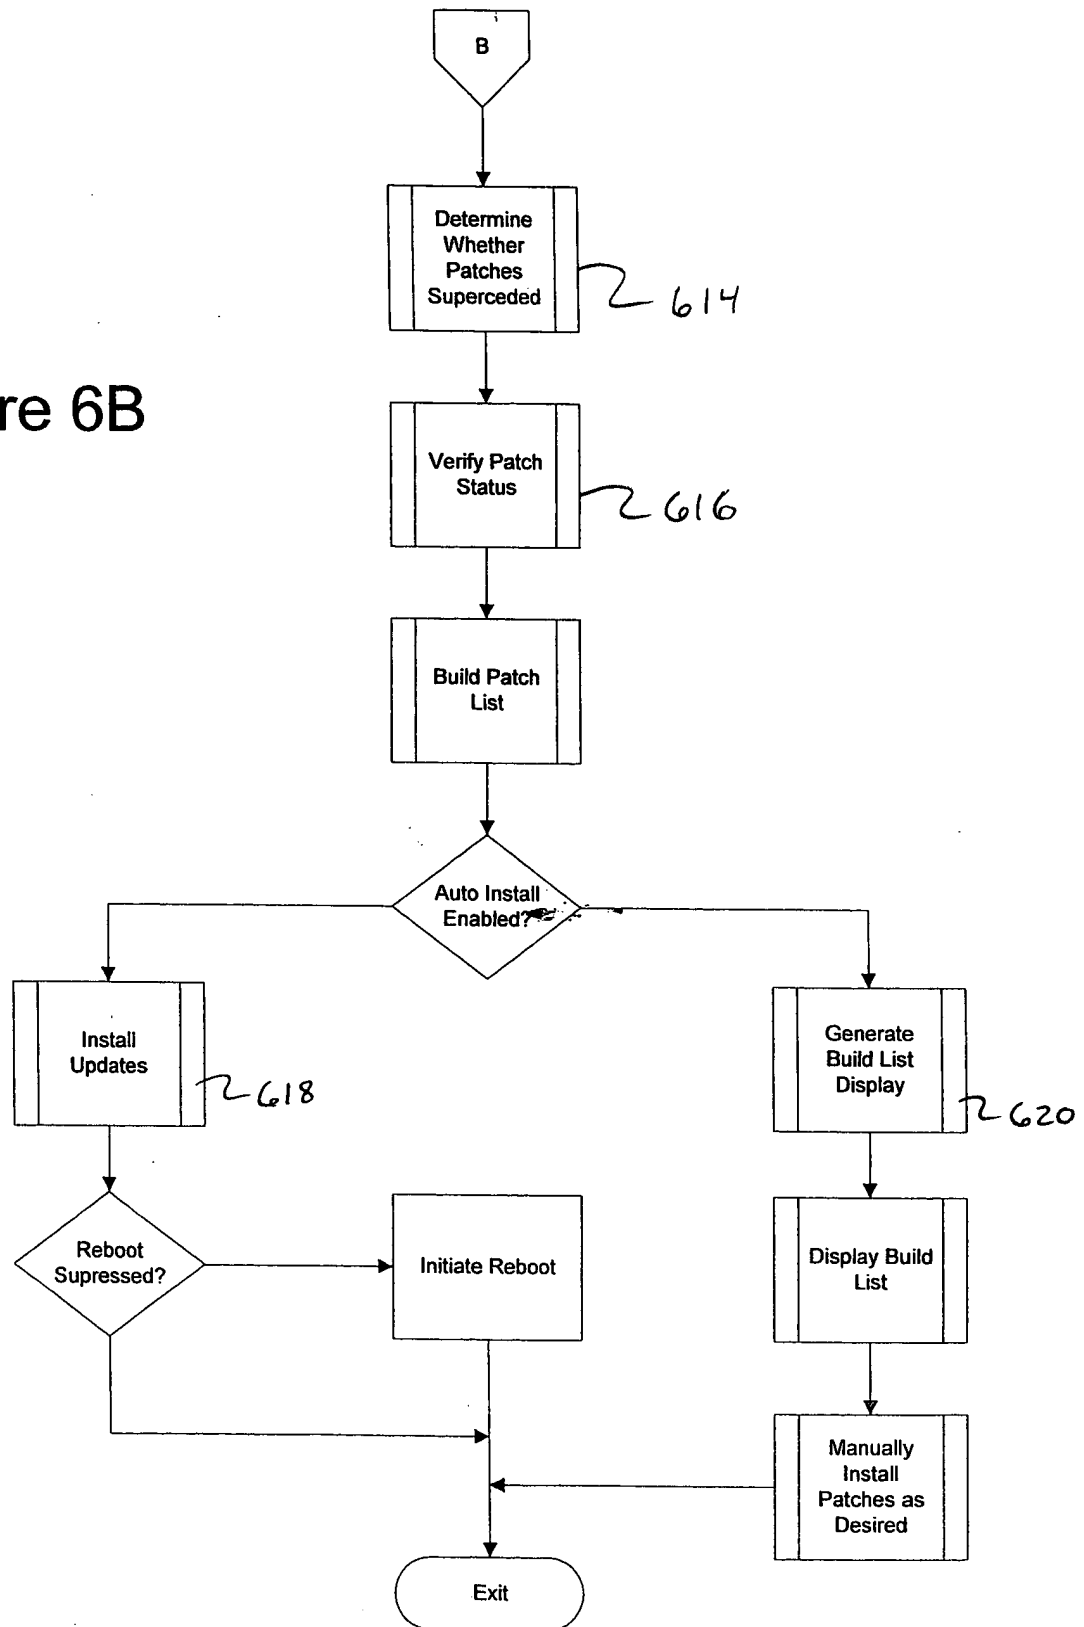 B
Determine
Whether
Patches
Superceded
614
re 6B
Verify Patch
Status
616
Build Patch
List
Auto Install
Enabled?
Install
Updates
618
Generate
Build List
Display
620
Reboot
Supressed?
Initiate Reboot
Display Build
List
Manually
Install
Patches as
Desired
Exit